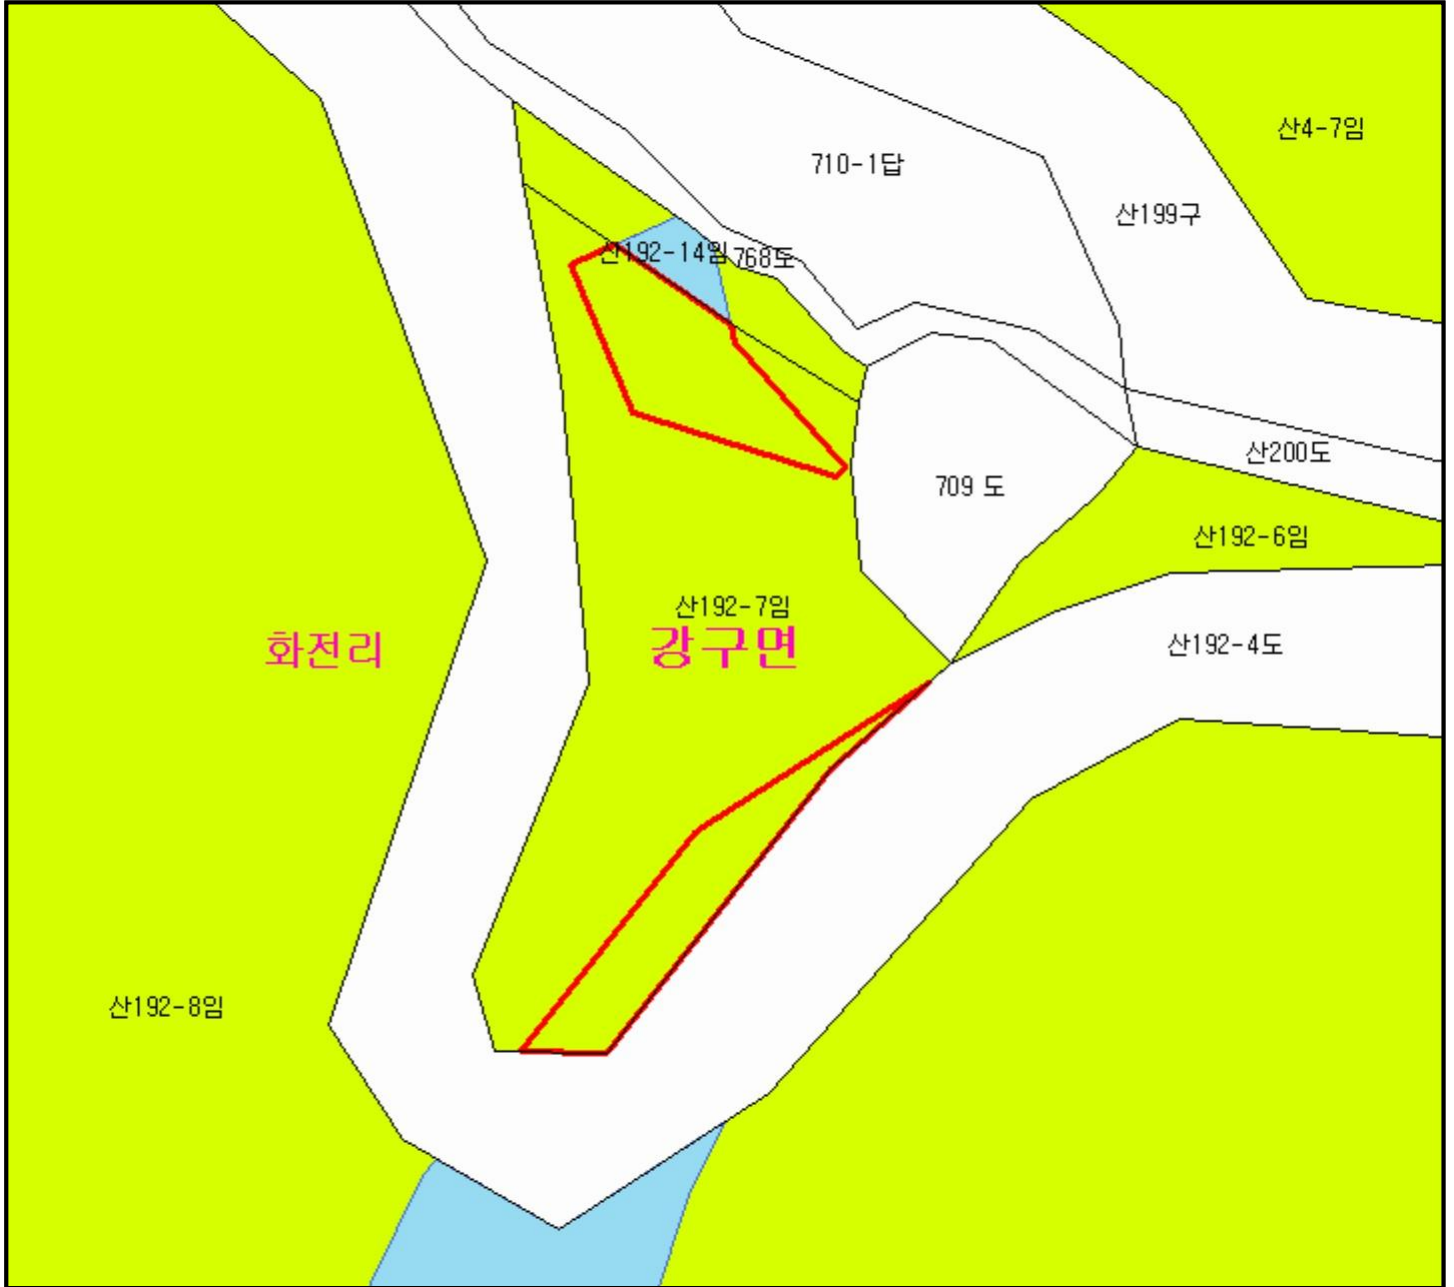 산4-7임
710-1답
산199구
산192-14임
768도
산200도
709 도
산192-6임
산192-7임
화전리
강구면
산192-4도
산192-8임